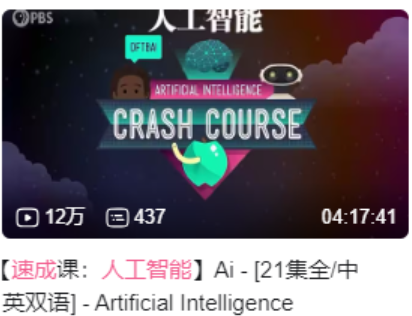 PBS
人工智能
DFTBA!
ARTIFICIAL INTELLIGENCE
CRASH COURSE
12万 437 04:17:41
【速成课：人工智能】Ai - [21集全/中
英双语] - Artificial Intelligence